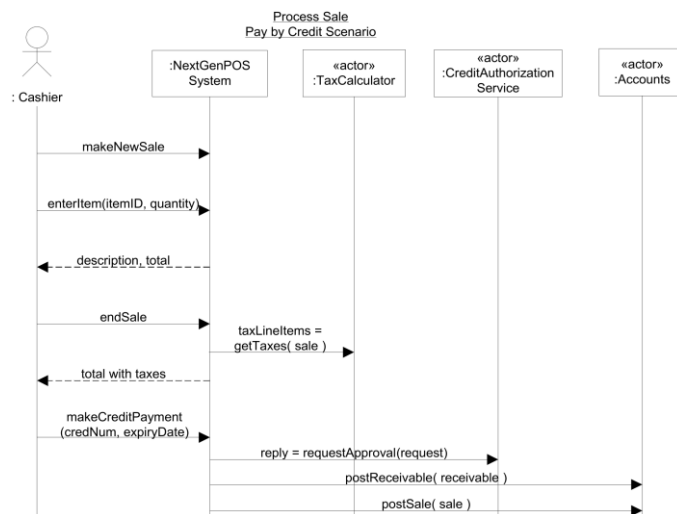 Process Sale
Pay by Credit Scenario
: Cashier
:NextGenPOS
System
«actor»
:TaxCalculator
«actor»
:CreditAuthorization
Service
«actor»
:Accounts
makeNewSale
enterItem(itemID, quantity)
description, total
endSale
taxLineItems =
getTaxes( sale )
total with taxes
makeCreditPayment
(credNum, expiryDate)
reply = requestApproval(request)
postReceivable( receivable )
postSale( sale )